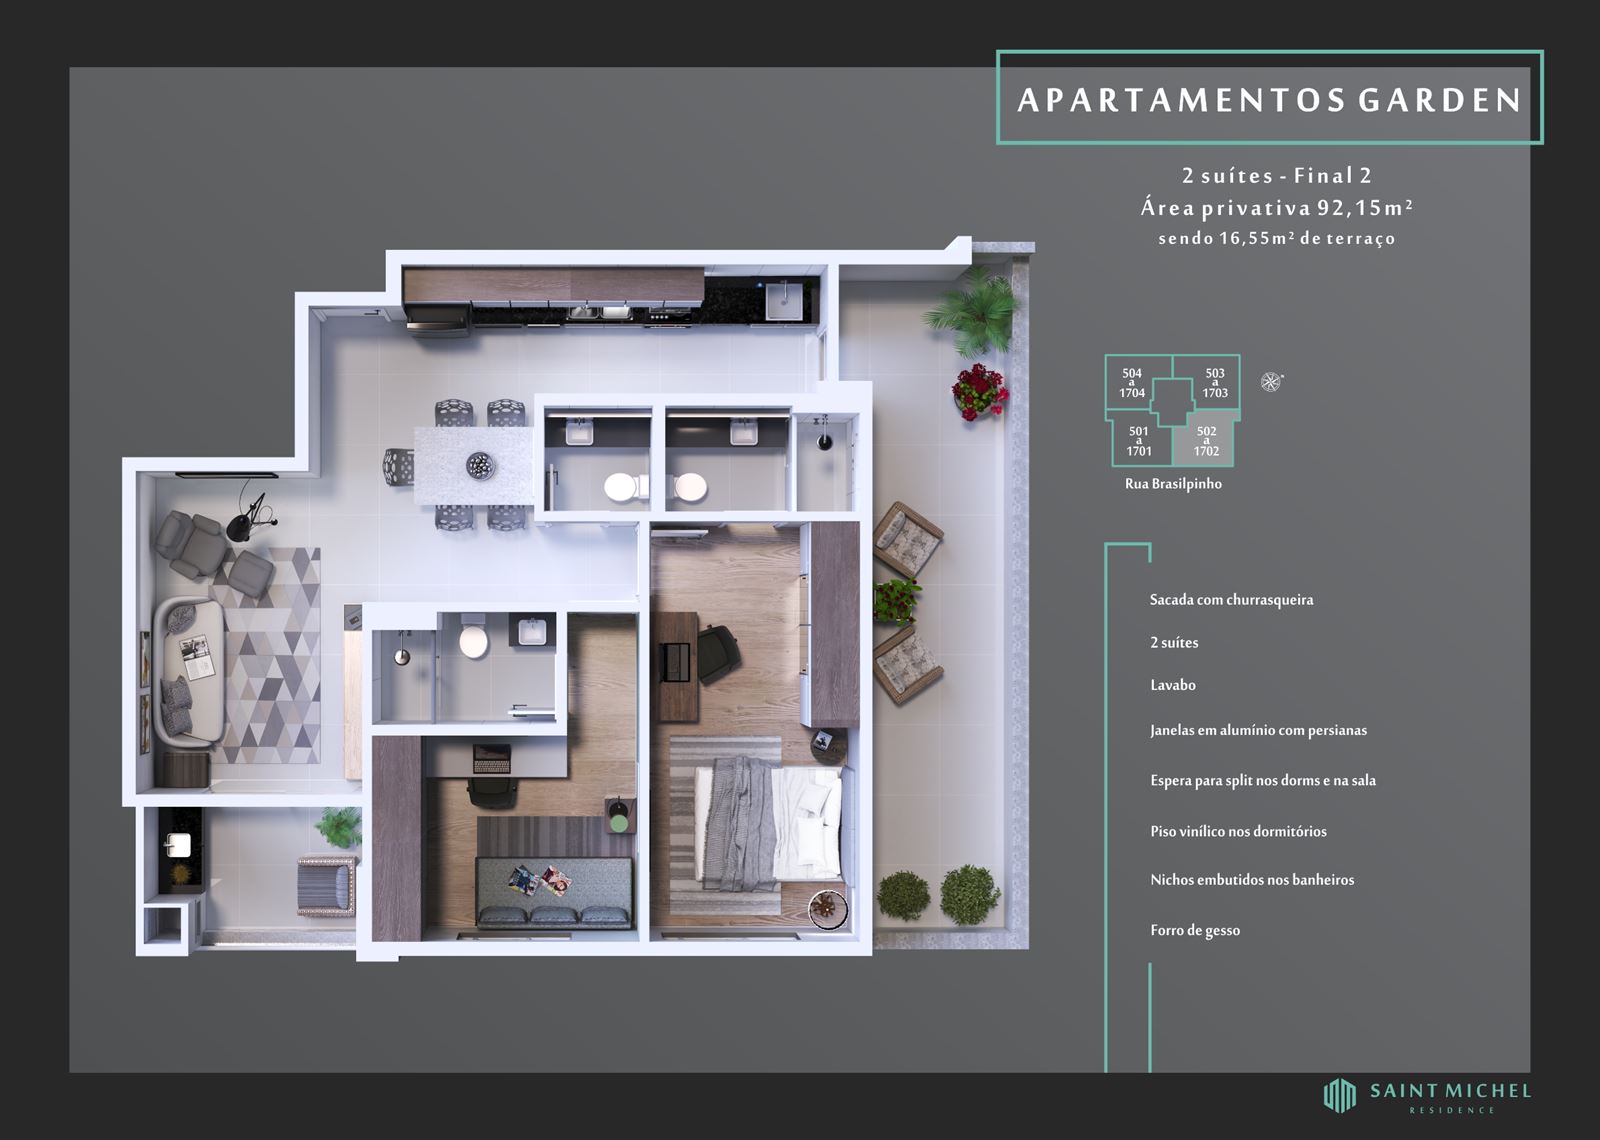 APARTAMENTOS GARDEN
2 suítes - Final 2
Área privativa 92,15m²
sendo 16,55m² de terraço
504
a
1704
503
a
1703
501
a
1701
502
a
1702
Rua Brasilpinho
Sacada com churrasqueira
2 suítes
Lavabo
Janelas em alumínio com persianas
Espera para split nos dorms e na sala
Piso vinílico nos dormitórios
Nichos embutidos nos banheiros
Forro de gesso
SAINT MICHEL
RESIDENCE